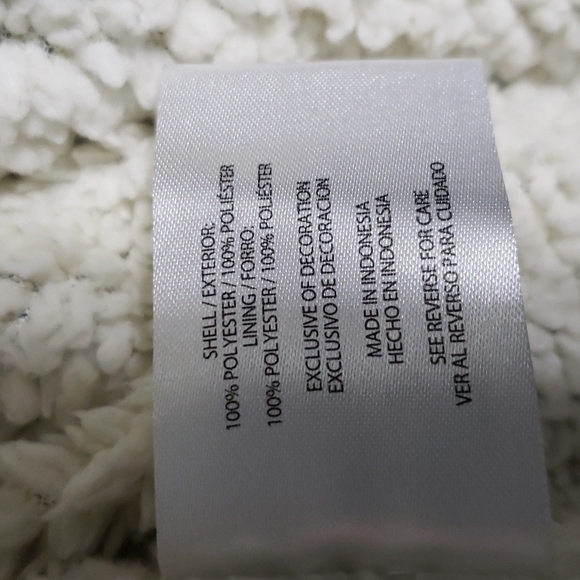 SHELL / EXTERIOR:
100% POLYESTER / 100% POLIÉSTER
LINING / FORRO:
100% POLYESTER / 100% POLIÉSTER
EXCLUSIVE OF DECORATION
EXCLUSIVO DE DECORACION
MADE IN INDONESIA
HECHO EN INDONESIA
SEE REVERSE FOR CARE
VER AL REVERSO PARA CUIDADO